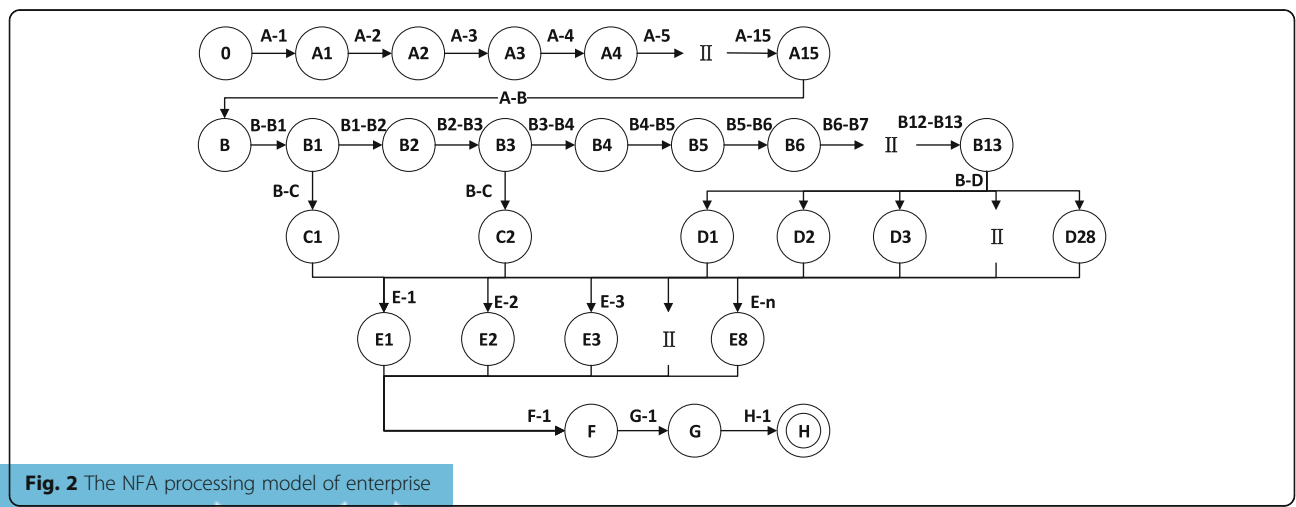 A-1 A-2 A-3 A-4 A-5 A-15
0 A1 A2 A3 A4 II A15
A-B
B-B1 B1-B2 B2-B3 B3-B4 B4-B5 B5-B6 B6-B7 B12-B13
B B1 B2 B3 B4 B5 B6 II B13
B-C B-C B-D
C1 C2 D1 D2 D3 II D28
E-1 E-2 E-3 E-n
E1 E2 E3 II E8
F-1 G-1 H-1
F G H
Fig. 2 The NFA processing model of enterprise